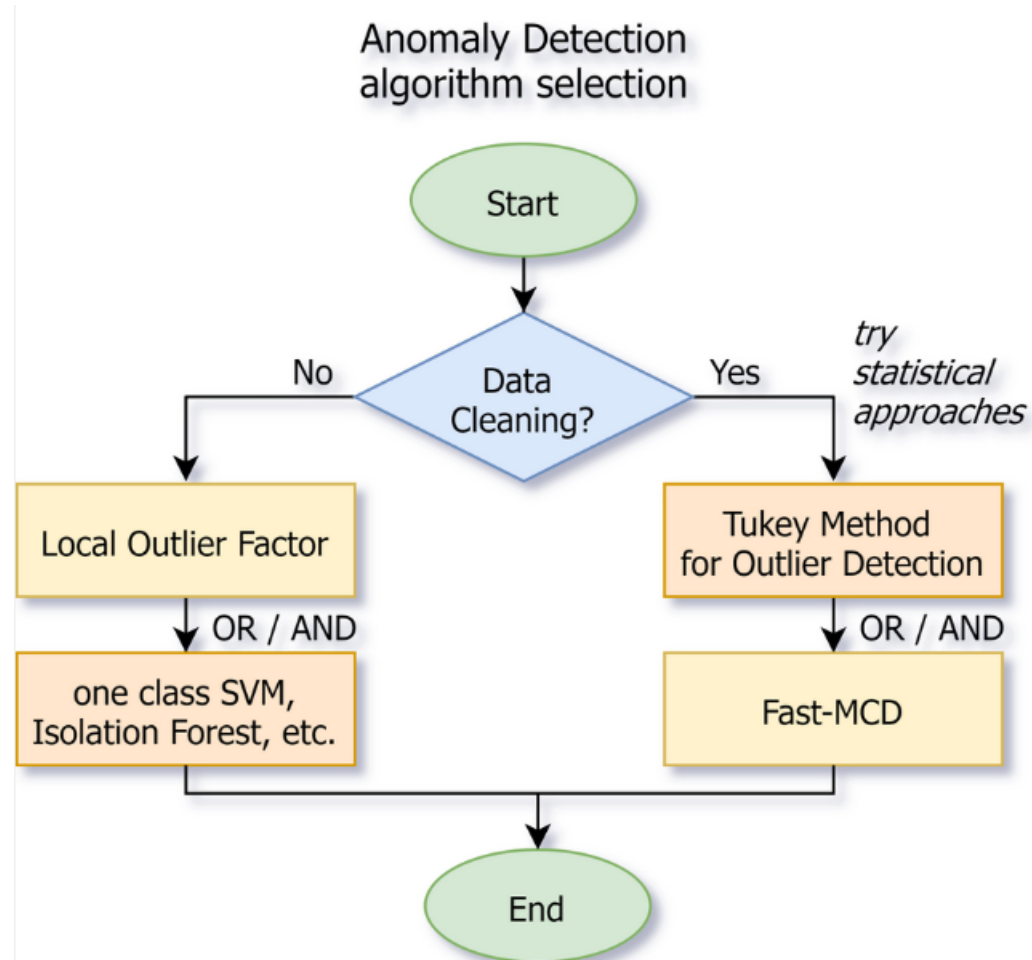 Anomaly Detection
algorithm selection
Start
Data
Cleaning?
No
Yes
try
statistical
approaches
Local Outlier Factor
OR / AND
one class SVM,
Isolation Forest, etc.
Tukey Method
for Outlier Detection
OR / AND
Fast-MCD
End